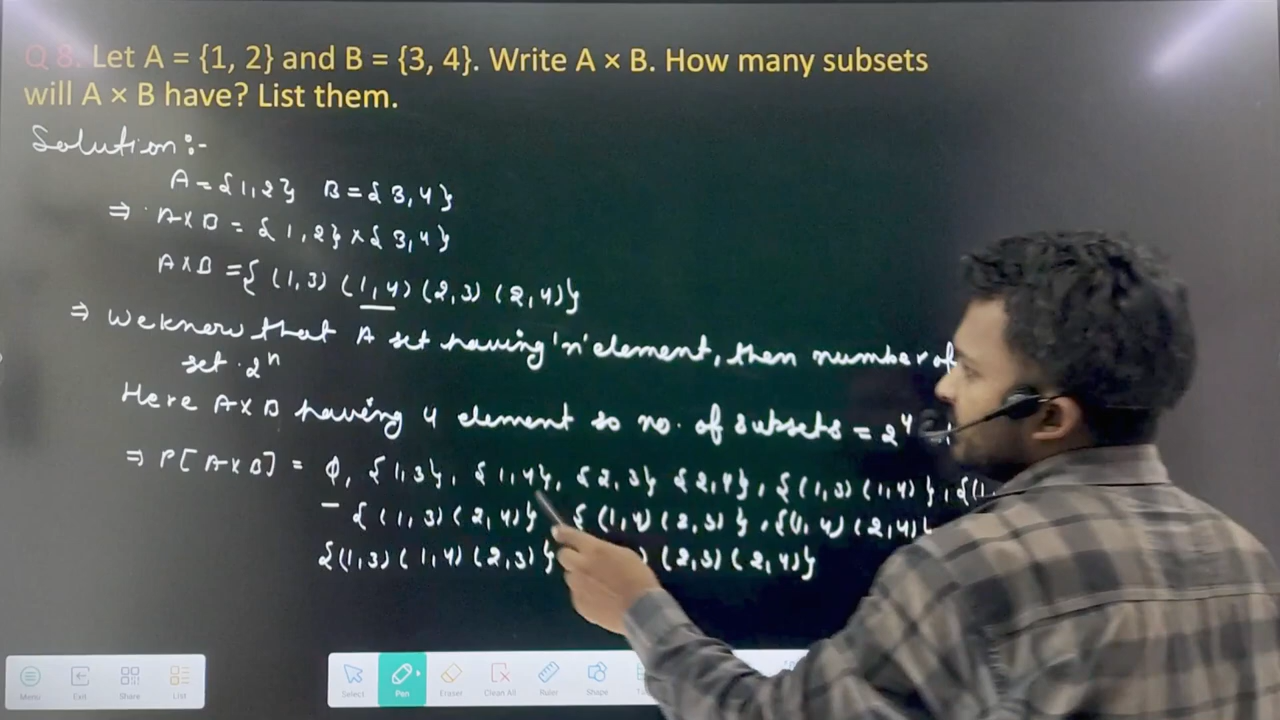 Q 8. Let A = {1, 2} and B = {3, 4}. Write A × B. How many subsets
will A × B have? List them.
Solution:-
A = {1,2} B = {3,4}
⇒ A×B = {1,2}×{3,4}
A×B = { (1,3) (1,4) (2,3) (2,4)}
⇒ We know that A set having 'n' element, then number of
set . 2ⁿ
Here A×B having 4 element so no. of subsets = 2⁴
⇒ P[A×B] = ϕ, {1,3}, {1,4}, {2,3} {2,4}, {(1,3) (1,4)}, {(1,
{(1,3) (2,4)} {(1,4) (2,3)}, {(1,4) (2,4)}
{(1,3) (1,4) (2,3)} (2,3) (2,4)}
Menu Exit Share List Select Pen Eraser Clean All Ruler Shape